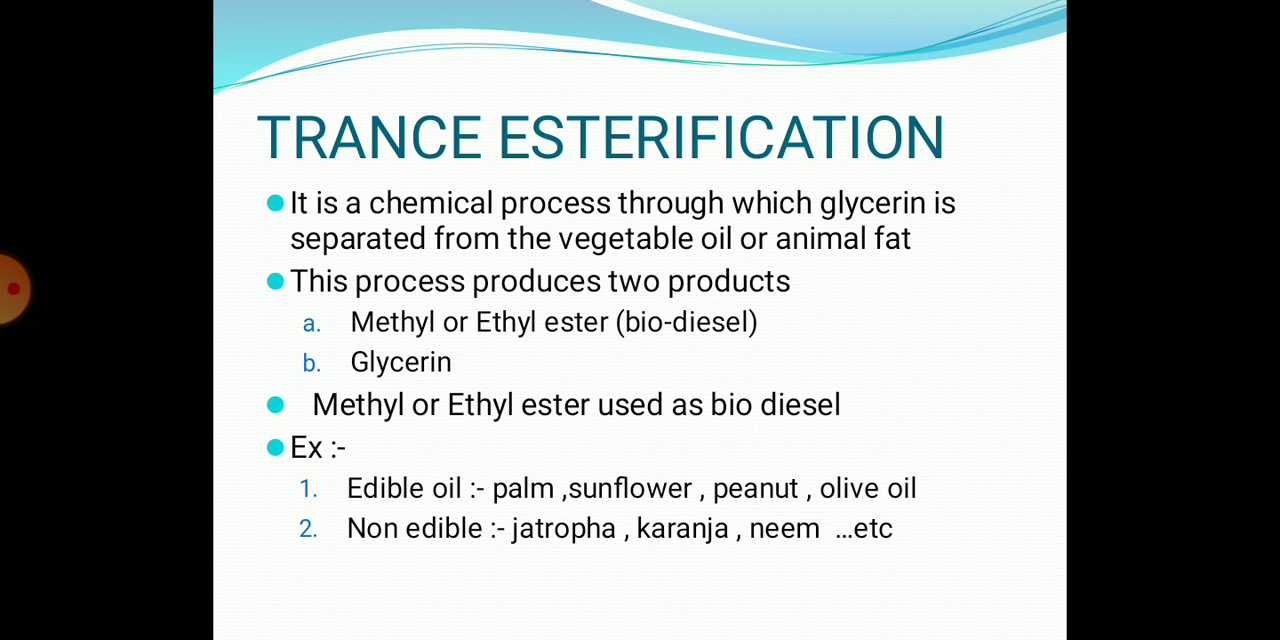 TRANCE ESTERIFICATION
It is a chemical process through which glycerin is
separated from the vegetable oil or animal fat
This process produces two products
a. Methyl or Ethyl ester (bio-diesel)
b. Glycerin
Methyl or Ethyl ester used as bio diesel
Ex :-
1. Edible oil :- palm ,sunflower , peanut , olive oil
2. Non edible :- jatropha , karanja , neem ...etc